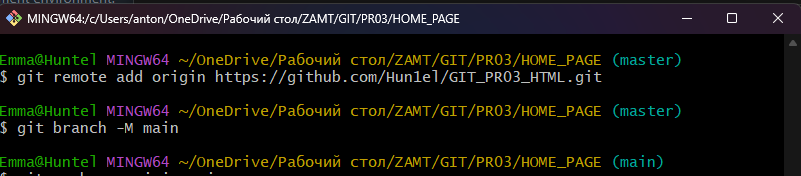 MINGW64:/c/Users/anton/OneDrive/Рабочий стол/ZAMT/GIT/PR03/HOME_PAGE
Emma@Huntel MINGW64 ~/OneDrive/Рабочий стол/ZAMT/GIT/PR03/HOME_PAGE (master)
$ git remote add origin https://github.com/Hun1el/GIT_PR03_HTML.git
Emma@Huntel MINGW64 ~/OneDrive/Рабочий стол/ZAMT/GIT/PR03/HOME_PAGE (master)
$ git branch -M main
Emma@Huntel MINGW64 ~/OneDrive/Рабочий стол/ZAMT/GIT/PR03/HOME_PAGE (main)